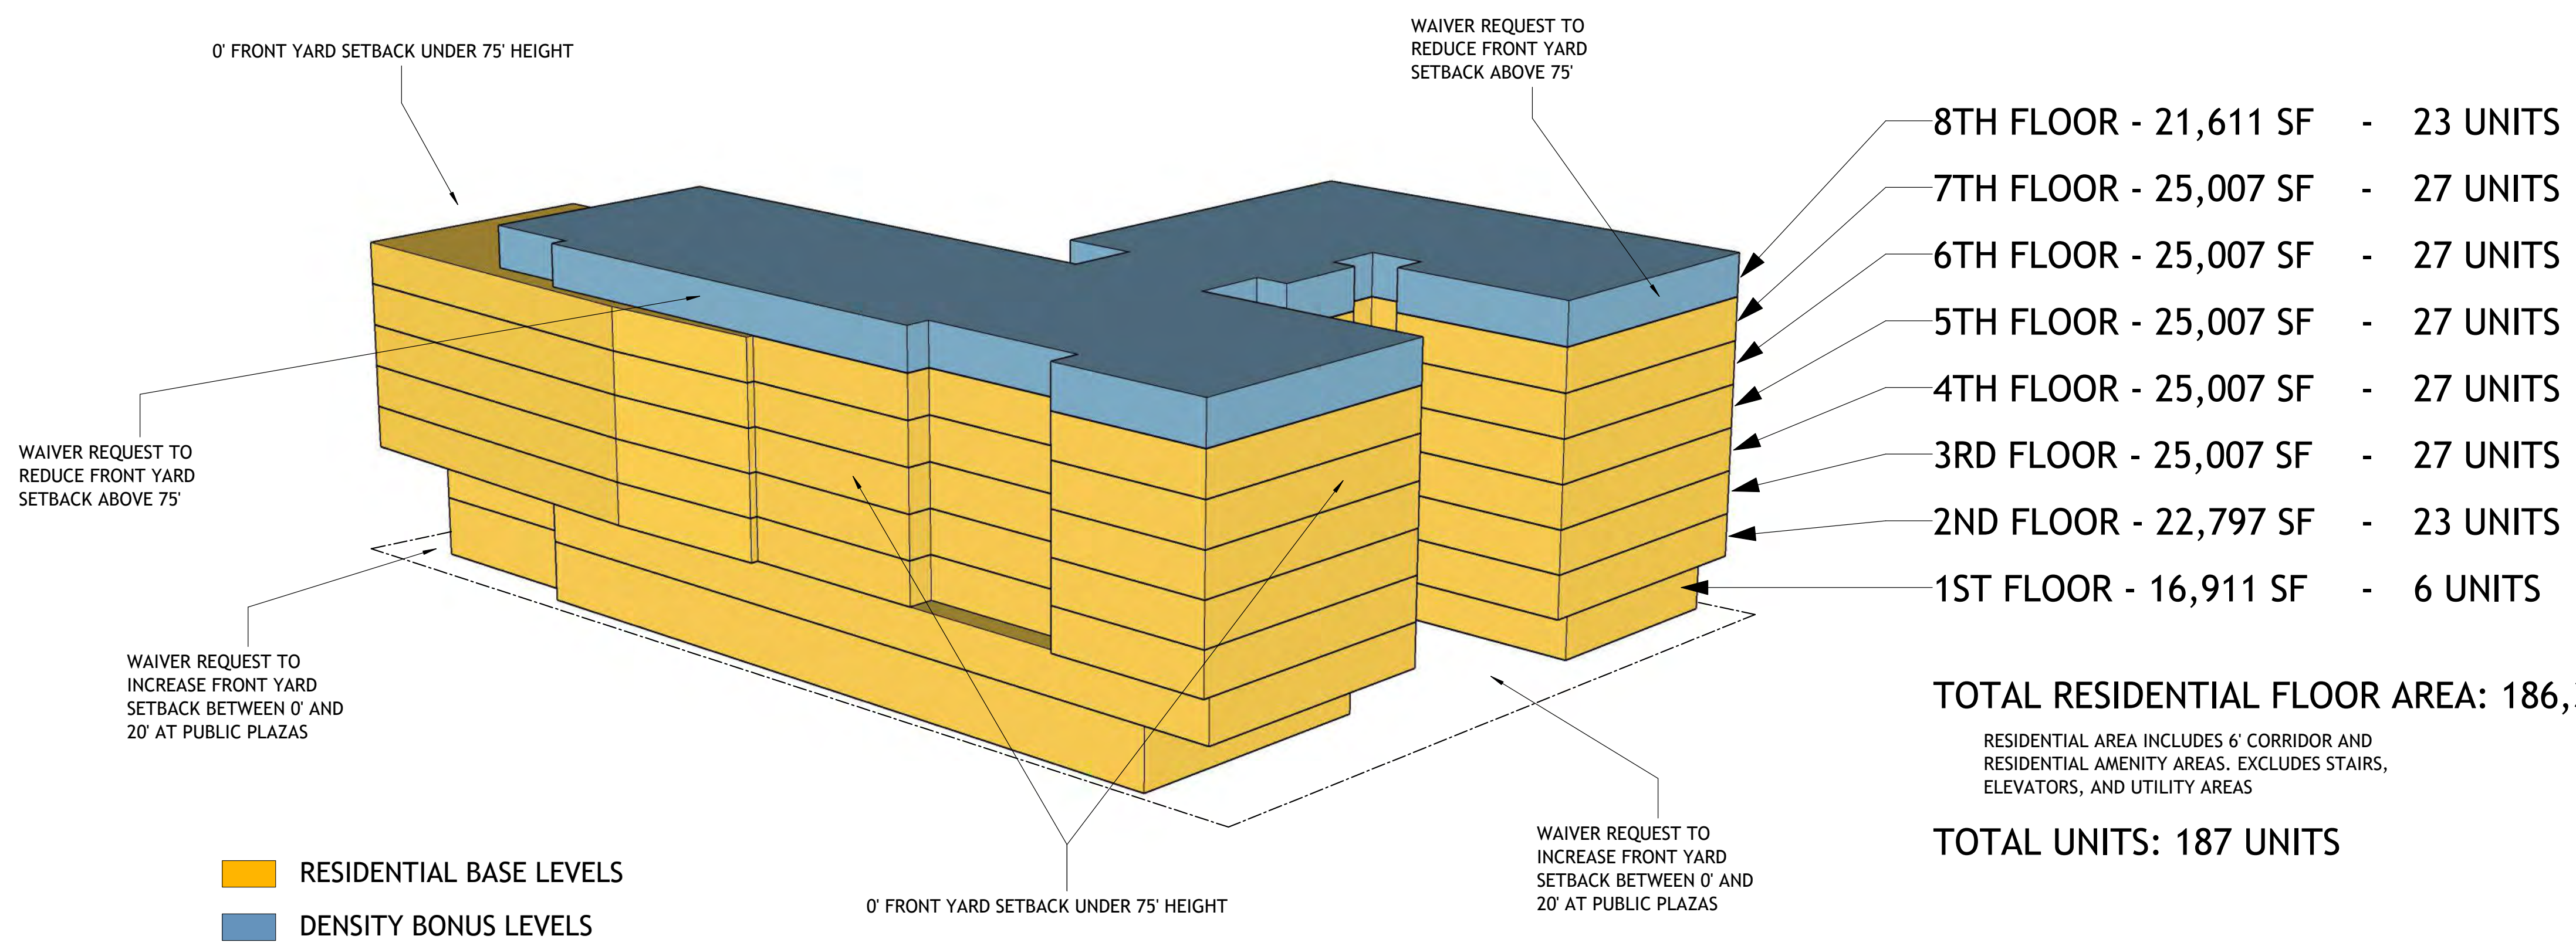 0' FRONT YARD SETBACK UNDER 75' HEIGHT
WAIVER REQUEST TO
REDUCE FRONT YARD
SETBACK ABOVE 75'
8TH FLOOR - 21,611 SF - 23 UNITS
7TH FLOOR - 25,007 SF - 27 UNITS
6TH FLOOR - 25,007 SF - 27 UNITS
5TH FLOOR - 25,007 SF - 27 UNITS
4TH FLOOR - 25,007 SF - 27 UNITS
3RD FLOOR - 25,007 SF - 27 UNITS
2ND FLOOR - 22,797 SF - 23 UNITS
1ST FLOOR - 16,911 SF - 6 UNITS
WAIVER REQUEST TO
REDUCE FRONT YARD
SETBACK ABOVE 75'
WAIVER REQUEST TO
INCREASE FRONT YARD
SETBACK BETWEEN 0' AND
20' AT PUBLIC PLAZAS
TOTAL RESIDENTIAL FLOOR AREA: 186,
RESIDENTIAL AREA INCLUDES 6' CORRIDOR AND
RESIDENTIAL AMENITY AREAS. EXCLUDES STAIRS,
ELEVATORS, AND UTILITY AREAS
TOTAL UNITS: 187 UNITS
WAIVER REQUEST TO
INCREASE FRONT YARD
SETBACK BETWEEN 0' AND
20' AT PUBLIC PLAZAS
0' FRONT YARD SETBACK UNDER 75' HEIGHT
RESIDENTIAL BASE LEVELS
DENSITY BONUS LEVELS